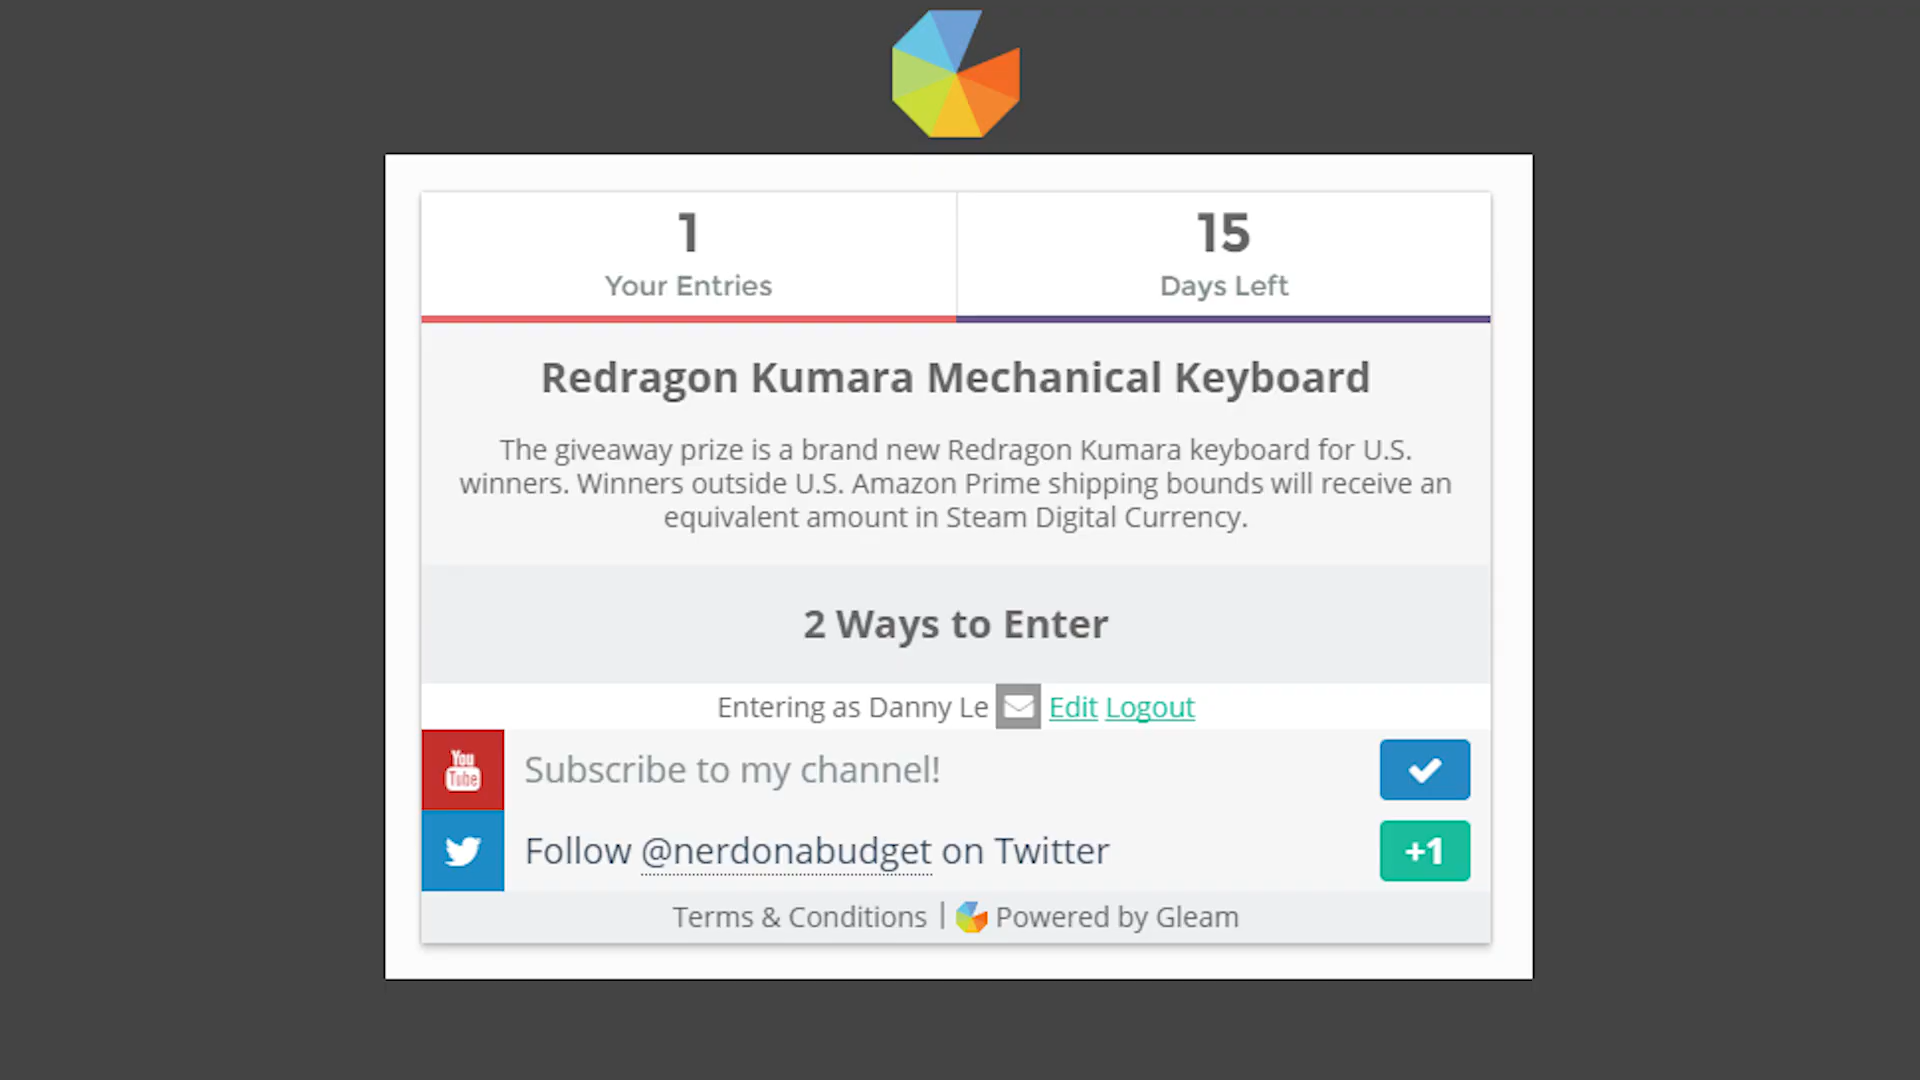 1
Your Entries
15
Days Left
Redragon Kumara Mechanical Keyboard
The giveaway prize is a brand new Redragon Kumara keyboard for U.S.
winners. Winners outside U.S. Amazon Prime shipping bounds will receive an
equivalent amount in Steam Digital Currency.
2 Ways to Enter
Entering as Danny Le Edit Logout
You
Tube
Subscribe to my channel!
Follow @nerdonabudget on Twitter
+1
Terms & Conditions | Powered by Gleam